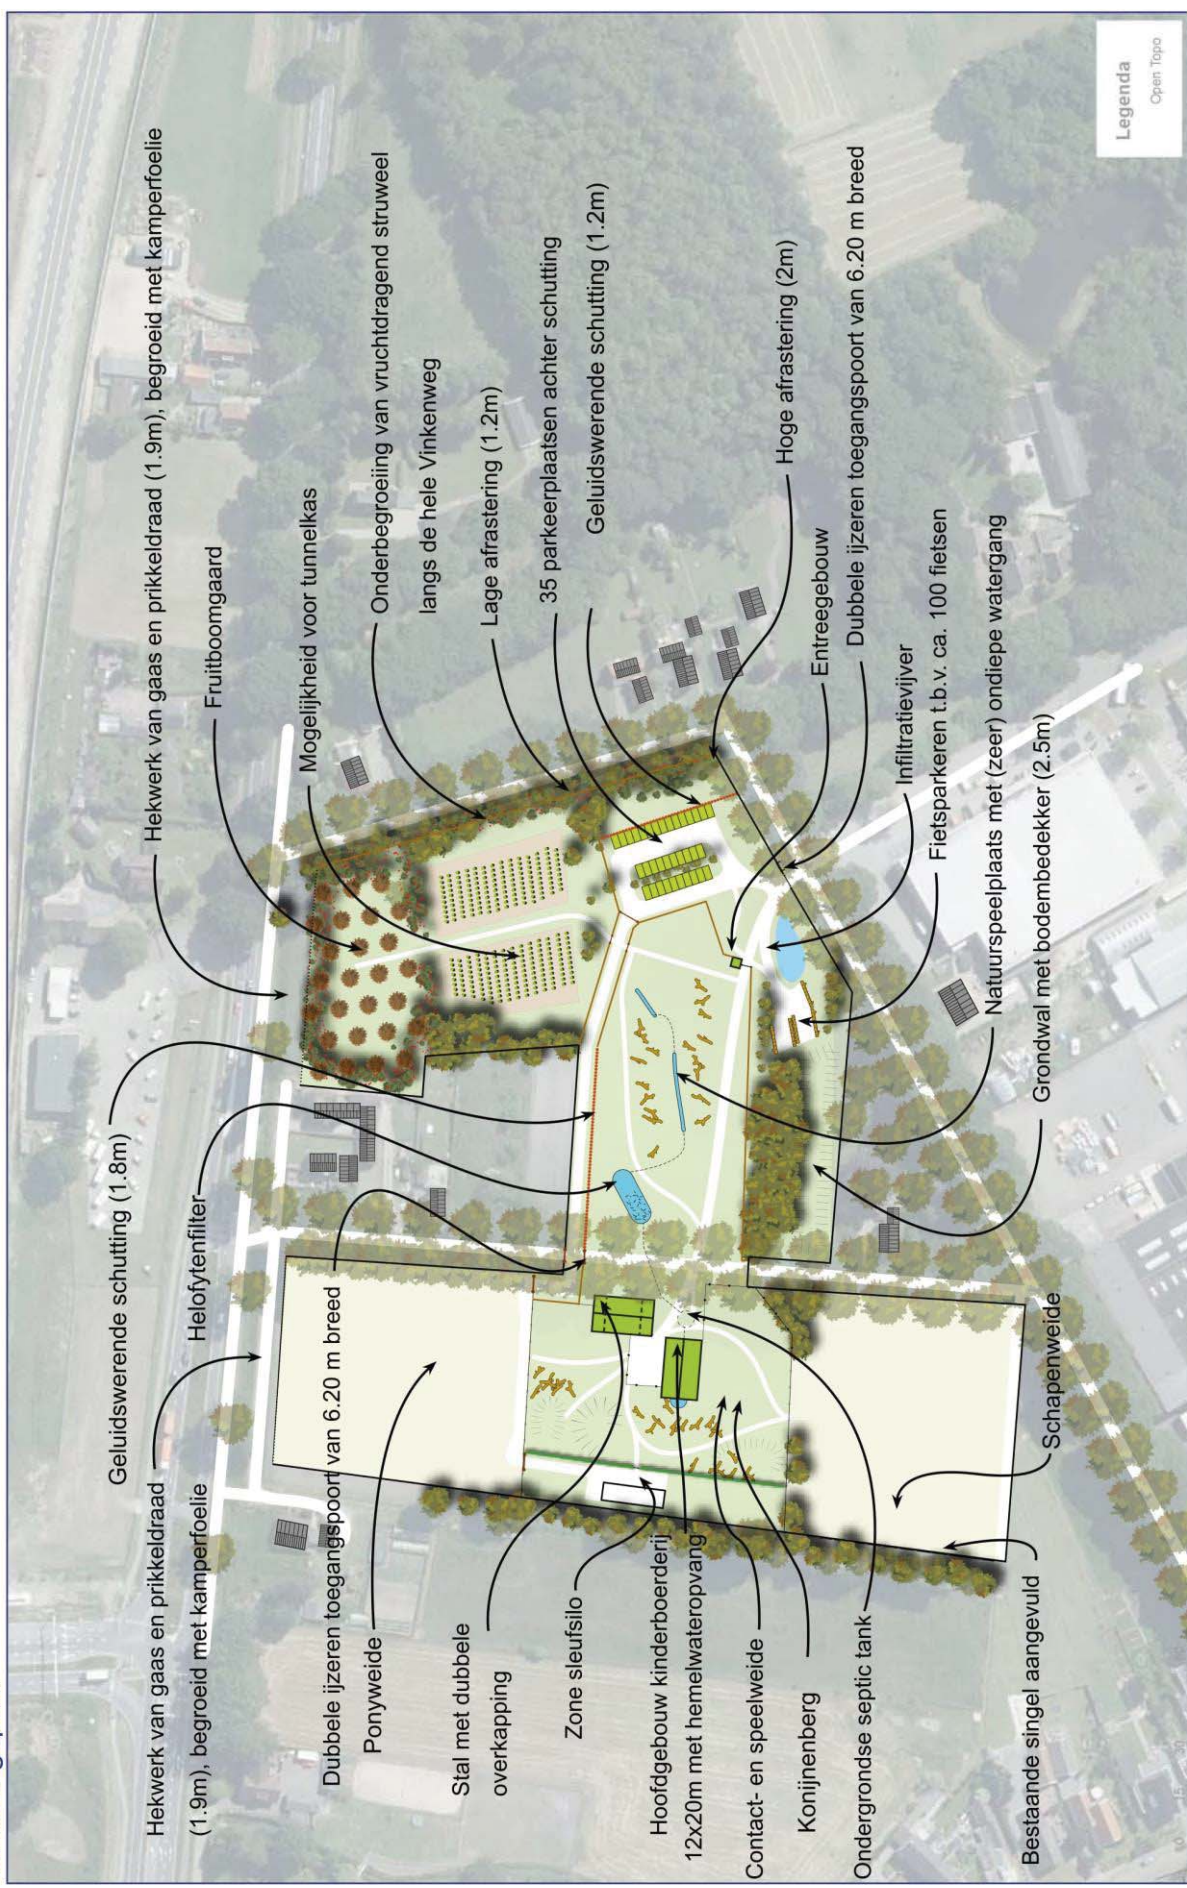 Hekwerk van gaas en prikkeldraad
(1.9m), begroeid met kamperfoelie
Geluidswerende schutting (1.8m)
Helofytenfilter
Hekwerk van gaas en prikkeldraad (1.9m), begroeid met kamperfoelie
Fruitboomgaard
Mogelijkheid voor tunnelkas
Dubbele ijzeren toegangspoort van 6.20 m breed
Ponyweide
Onderbegroeiing van vruchtdragend struweel
langs de hele Vinkenweg
Stal met dubbele
overkapping
Lage afrastering (1.2m)
35 parkeerplaatsen achter schutting
Zone sleufsilo
Geluidswerende schutting (1.2m)
Hoofdgebouw kinderboerderij
12x20m met hemelwateropvang
Contact- en speelweide
Konijnenberg
Hoge afrastering (2m)
Entreegebouw
Dubbele ijzeren toegangspoort van 6.20 m breed
Ondergrondse septic tank
Infiltratievijver
Fietsparkeren t.b.v. ca. 100 fietsen
Natuurspeelplaats met (zeer) ondiepe watergang
Grondwal met bodembedekker (2.5m)
Schapenweide
Bestaande singel aangevuld
Legenda
Open Topo